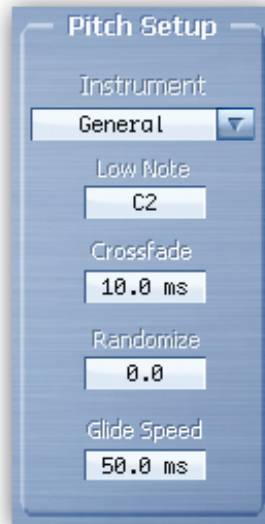 Pitch Setup
Instrument
General
Low Note
C2
Crossfade
10.0 ms
Randomize
0.0
Glide Speed
50.0 ms